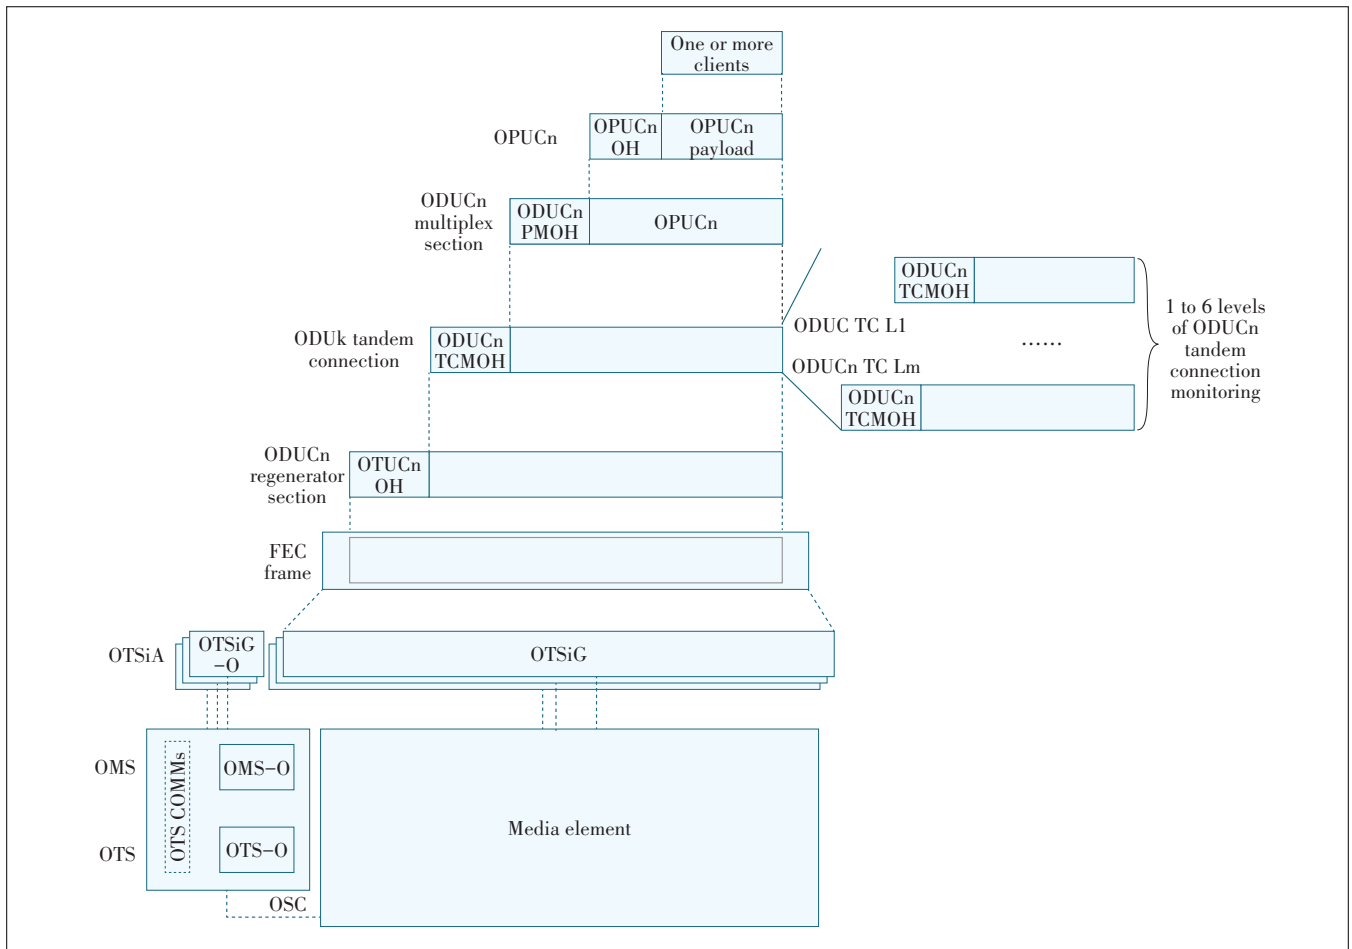 One or more
clients
OPUCn
OPUCn
OH
OPUCn
payload
ODUCn
multiplex
section
ODUCn
PMOH
OPUCn
ODUk tandem
connection
ODUCn
TCMOH
ODUC TC L1
ODUCn TC Lm
ODUCn
TCMOH
......
ODUCn
TCMOH
1 to 6 levels
of ODUCn
tandem
connection
monitoring
ODUCn
regenerator
section
OTUCn
OH
FEC
frame
OTSiA
OTSiG
-O
OTSiG
OMS
OTS
OTS COMMs
OMS-O
OTS-O
OSC
Media element